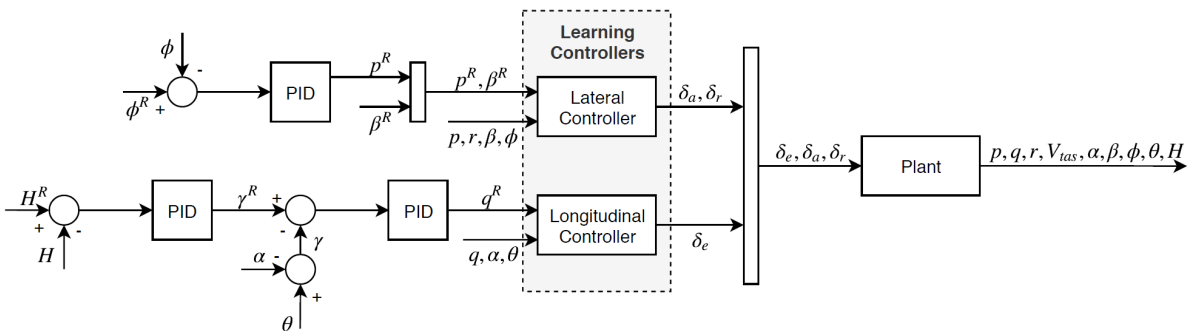 Learning
Controllers
ϕ
-
ϕ^R +
PID
p^R
β^R
p^R, β^R
p, r, β, ϕ
Lateral
Controller
δ_a, δ_r
H^R
+
-
H
PID
γ^R
+
-
γ
α -
+
θ
PID
q^R
q, α, θ
Longitudinal
Controller
δ_e
δ_e, δ_a, δ_r
Plant
p, q, r, V_tas, α, β, ϕ, θ, H